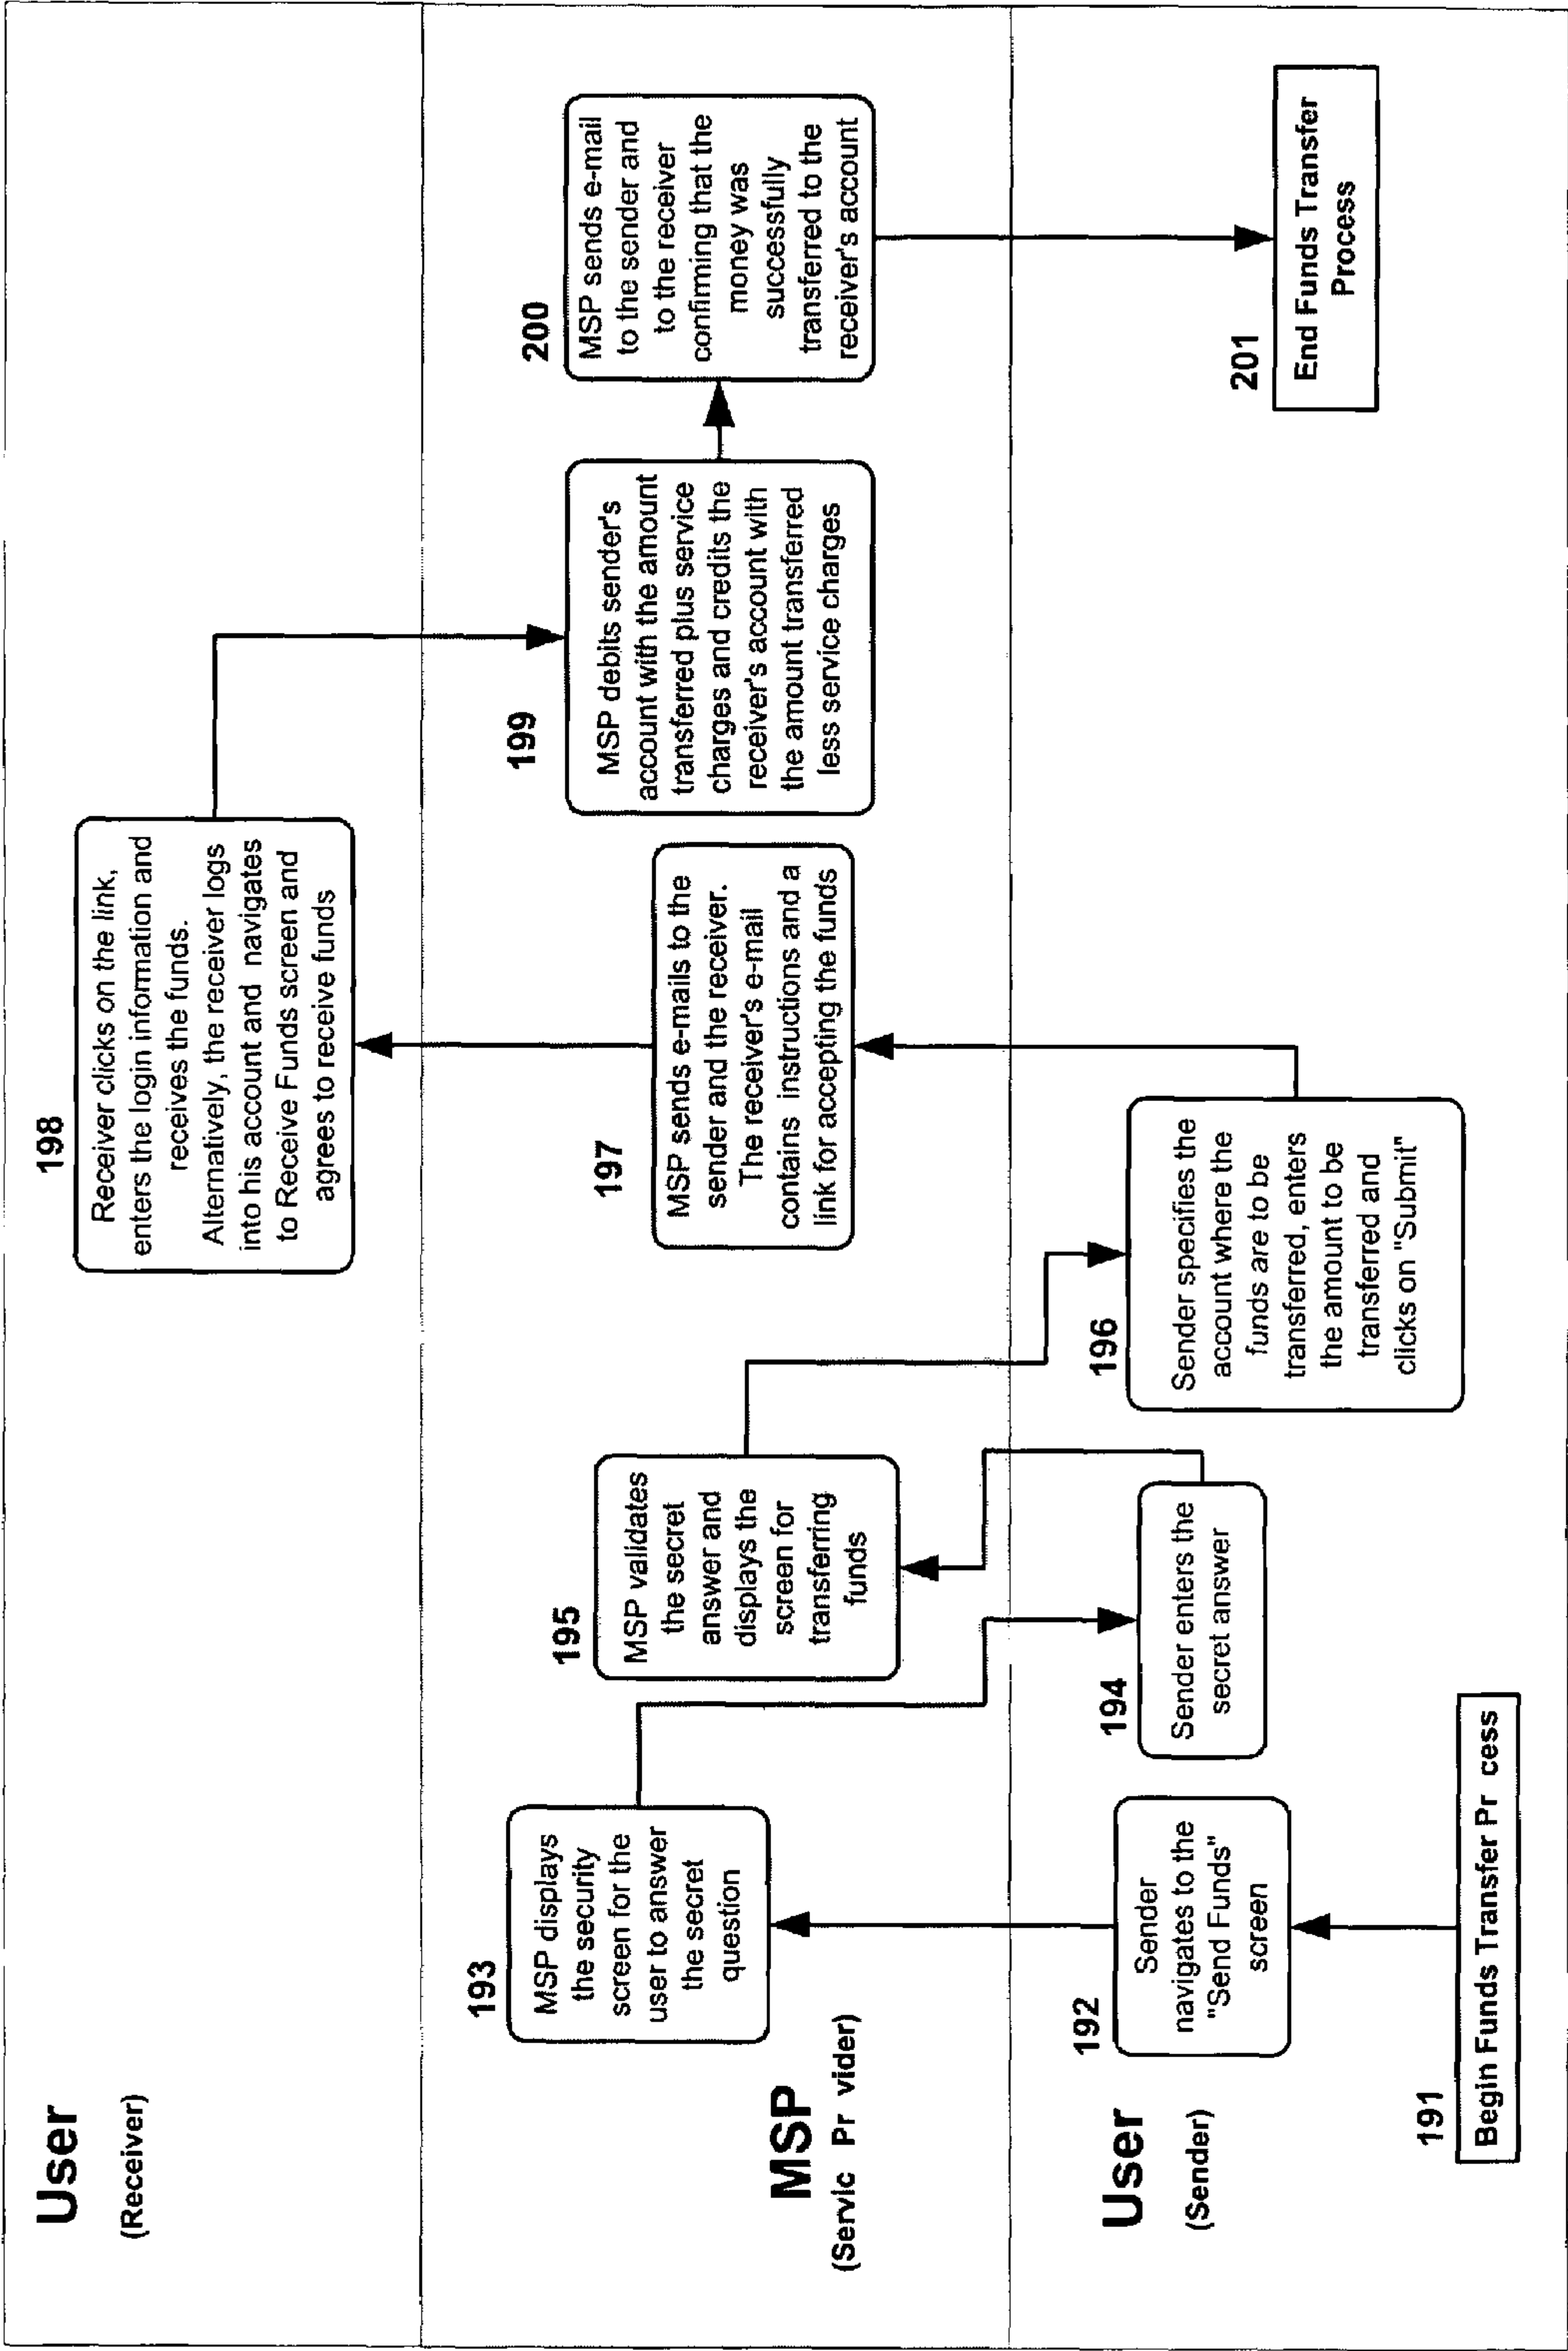 User
(Receiver)
198
Receiver clicks on the link,
enters the login information and
receives the funds.
Alternatively, the receiver logs
into his account and navigates
to Receive Funds screen and
agrees to receive funds
MSP
(Servic Pr vider)
193
MSP displays
the security
screen for the
user to answer
the secret
question
195
MSP validates
the secret
answer and
displays the
screen for
transferring
funds
197
MSP sends e-mails to the
sender and the receiver.
The receiver's e-mail
contains instructions and a
link for accepting the funds
199
MSP debits sender's
account with the amount
transferred plus service
charges and credits the
receiver's account with
the amount transferred
less service charges
200
MSP sends e-mail
to the sender and
to the receiver
confirming that the
money was
successfully
transferred to the
receiver's account
User
(Sender)
191
Begin Funds Transfer Pr cess
192
Sender
navigates to the
"Send Funds"
screen
194
Sender enters the
secret answer
196
Sender specifies the
account where the
funds are to be
transferred, enters
the amount to be
transferred and
clicks on "Submit"
201
End Funds Transfer
Process